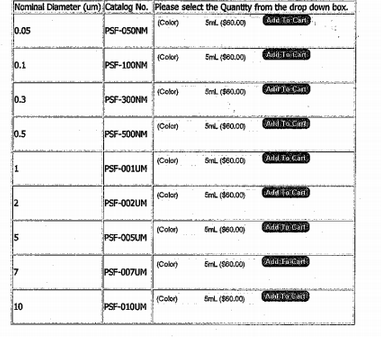 Nominal Diameter (um) Catalog No. Please select the Quantity from the drop down box.
0.05 PSF-050NM (Color) 5mL ($60.00) Add To Cart
0.1 PSF-100NM (Color) 5mL ($60.00) Add To Cart
0.3 PSF-300NM (Color) 5mL ($60.00) Add To Cart
0.5 PSF-500NM (Color) 5mL ($60.00) Add To Cart
1 PSF-001UM (Color) 5mL ($60.00) Add To Cart
2 PSF-002UM (Color) 5mL ($60.00) Add To Cart
5 PSF-005UM (Color) 5mL ($60.00) Add To Cart
7 PSF-007UM (Color) 5mL ($60.00) Add To Cart
10 PSF-010UM (Color) 5mL ($60.00) Add To Cart